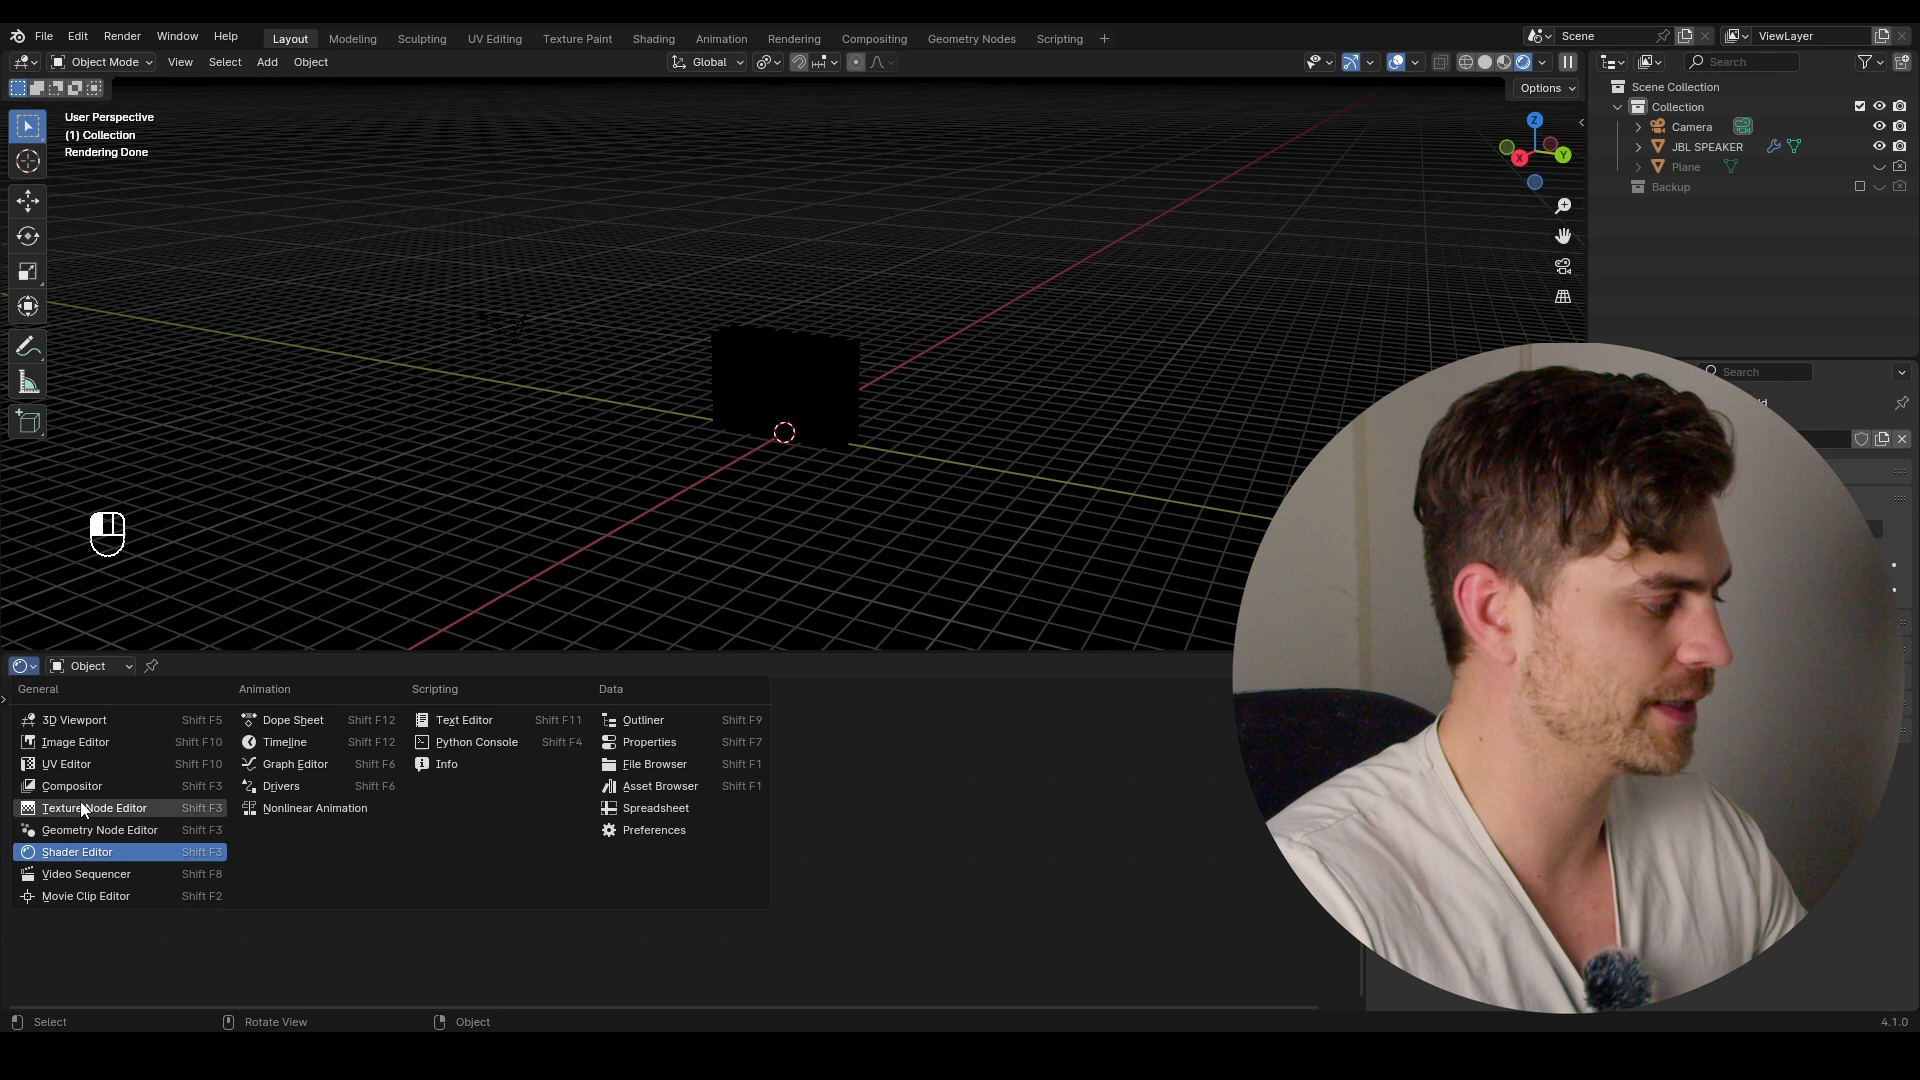 File Edit Render Window Help Layout Modeling Sculpting UV Editing Texture Paint Shading Animation Rendering Compositing Geometry Nodes Scripting + Scene ViewLayer
Object Mode View Select Add Object Global Search
Options
User Perspective
(1) Collection
Rendering Done
Z
X
Y
Scene Collection
Collection
Camera
JBL SPEAKER
Plane
Backup
Search
Object
General Animation Scripting Data
3D Viewport Shift F5 Dope Sheet Shift F12 Text Editor Shift F11 Outliner Shift F9
Image Editor Shift F10 Timeline Shift F12 Python Console Shift F4 Properties Shift F7
UV Editor Shift F10 Graph Editor Shift F6 Info File Browser Shift F1
Compositor Shift F3 Drivers Shift F6 Asset Browser Shift F1
Texture Node Editor Shift F3 Nonlinear Animation Spreadsheet
Geometry Node Editor Shift F3 Preferences
Shader Editor Shift F3
Video Sequencer Shift F8
Movie Clip Editor Shift F2
Select Rotate View Object 4.1.0